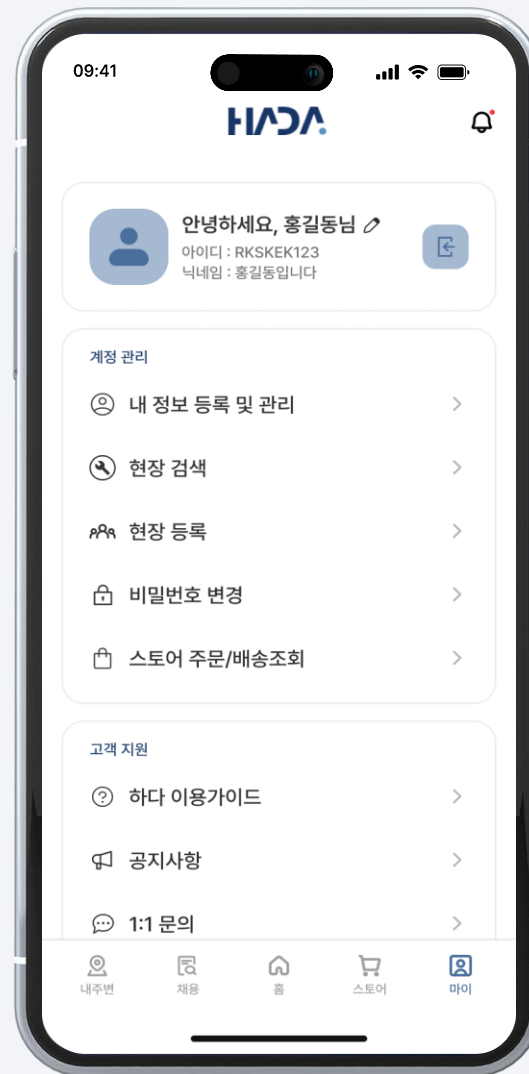 09:41
HADA
안녕하세요, 홍길동님
아이디 : RKSKEK123
닉네임 : 홍길동입니다
계정 관리
내 정보 등록 및 관리
현장 검색
현장 등록
비밀번호 변경
스토어 주문/배송조회
고객 지원
하다 이용가이드
공지사항
1:1 문의
내주변 채용 홈 스토어 마이